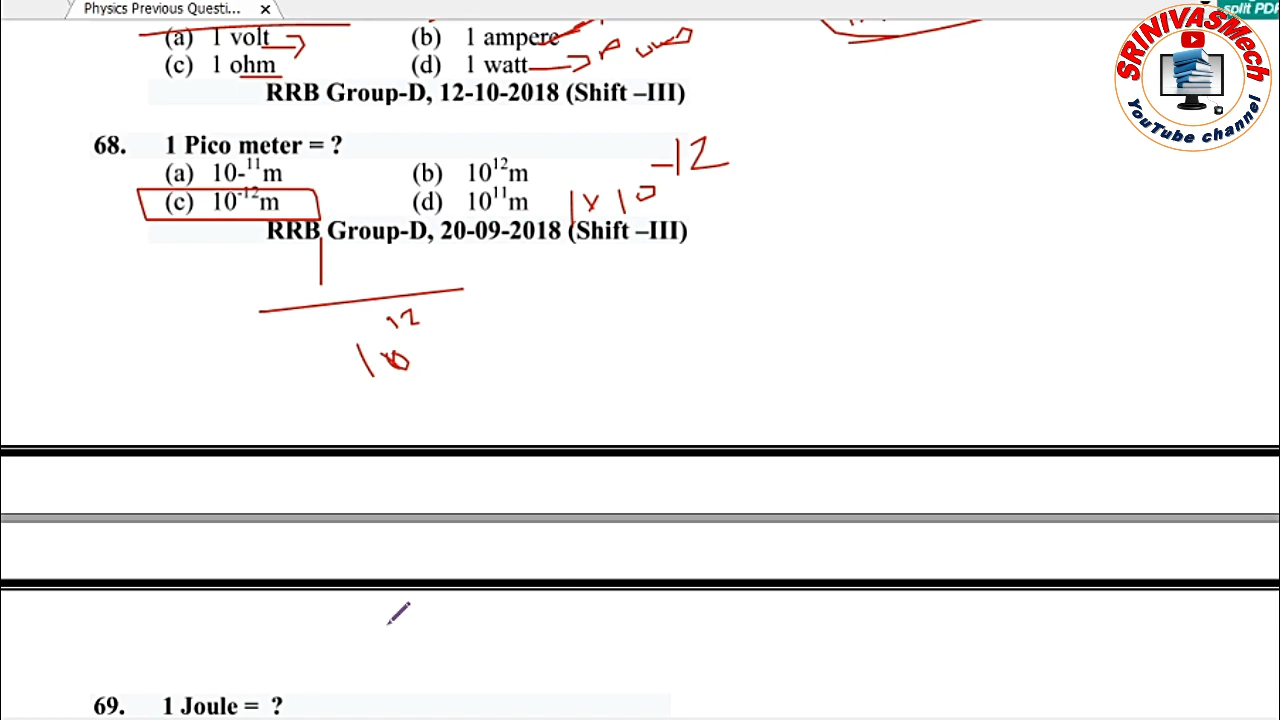 Physics Previous Questi... ×
split PDF
SRINIVASMech
YouTube channel
(a) 1 volt (b) 1 ampere
(c) 1 ohm (d) 1 watt
RRB Group-D, 12-10-2018 (Shift –III)
68. 1 Pico meter = ?
(a) 10-¹¹m (b) 10¹²m
(c) 10⁻¹²m (d) 10¹¹m
1 × 10⁻¹²
RRB Group-D, 20-09-2018 (Shift –III)
1
10¹²
69. 1 Joule = ?